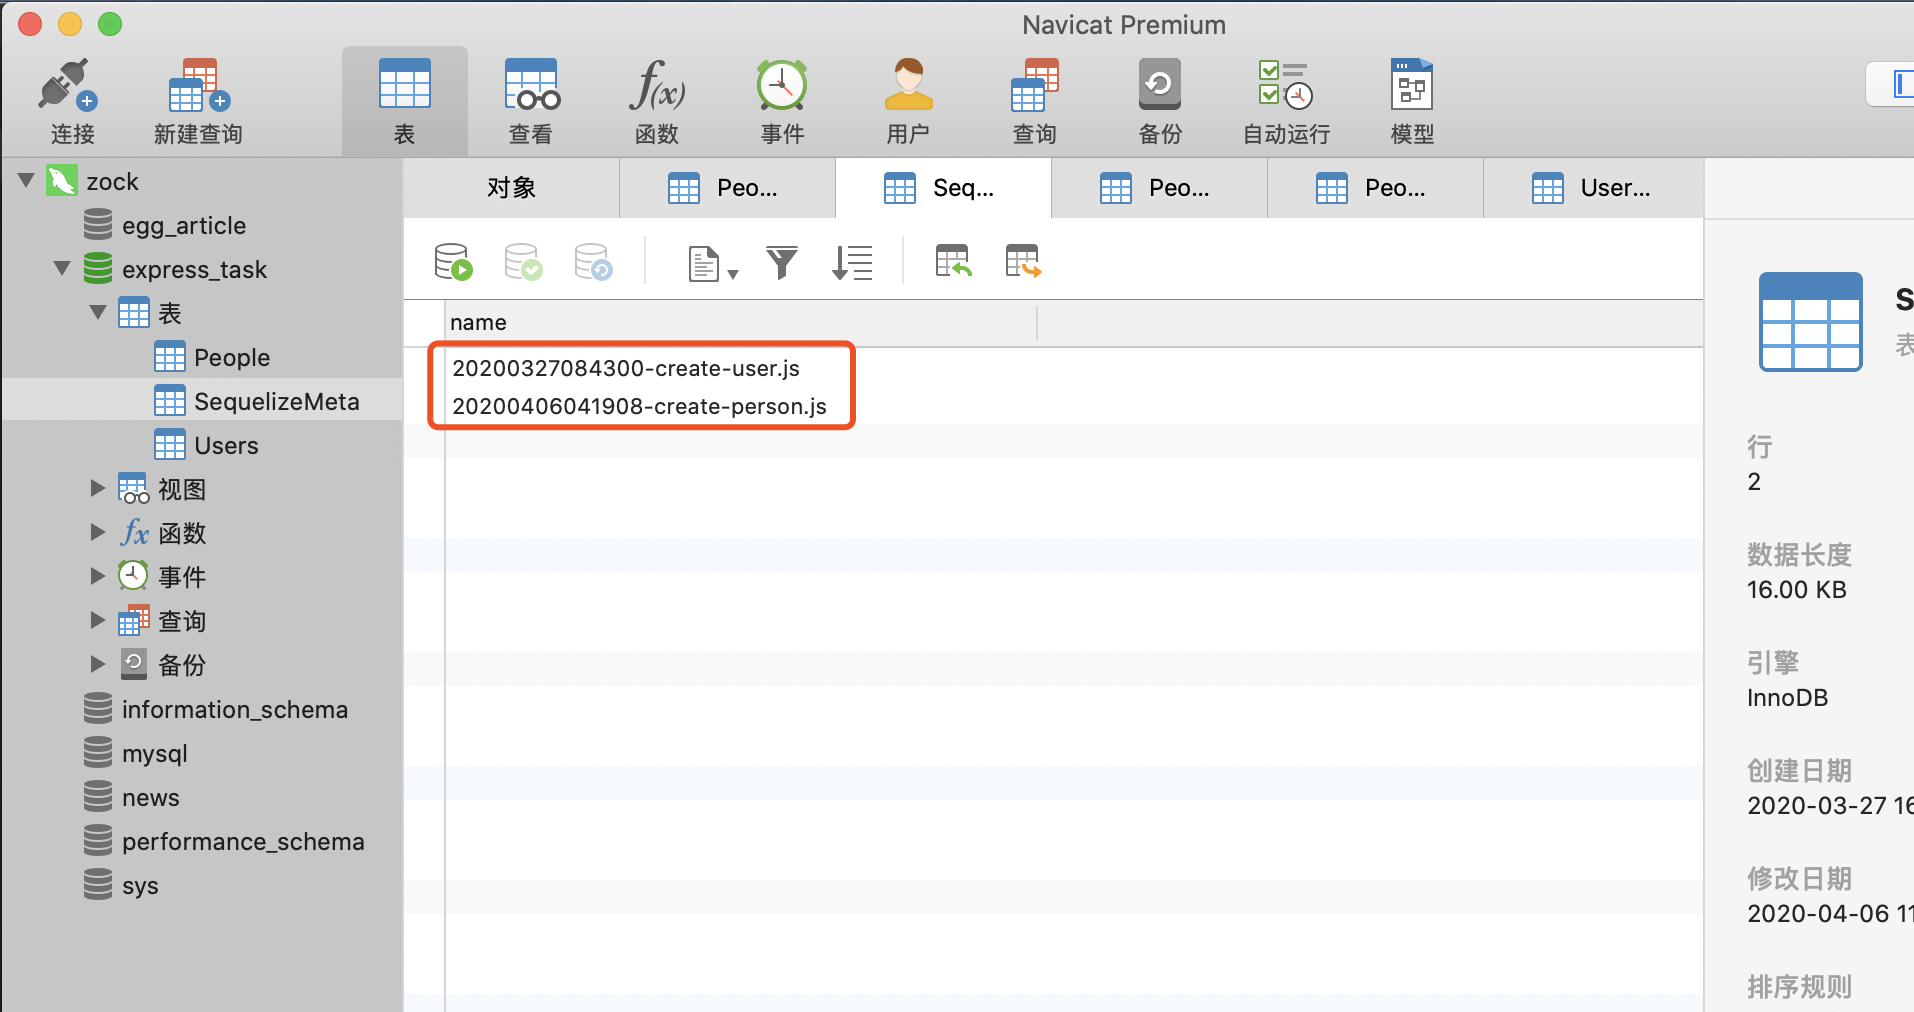 Navicat Premium
连接
新建查询
表
查看
函数
事件
用户
查询
备份
自动运行
模型
zock
egg_article
express_task
表
People
SequelizeMeta
Users
视图
函数
事件
查询
备份
information_schema
mysql
news
performance_schema
sys
对象
Peo...
Seq...
Peo...
Peo...
User...
name
20200327084300-create-user.js
20200406041908-create-person.js
S
表
行
2
数据长度
16.00 KB
引擎
InnoDB
创建日期
2020-03-27 16
修改日期
2020-04-06 11
排序规则